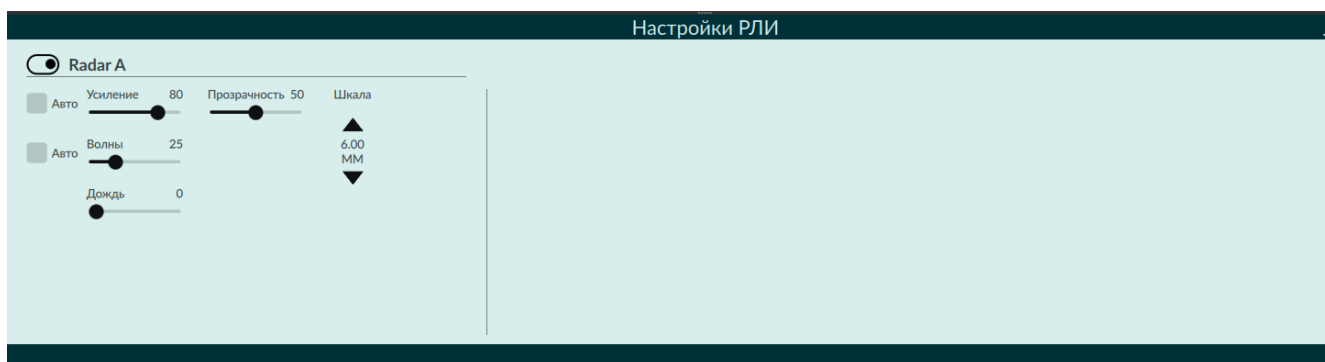 Настройки РЛИ
Radar A
Авто Усиление 80 Прозрачность 50 Шкала
Авто Волны 25 6.00
ММ
Дождь 0